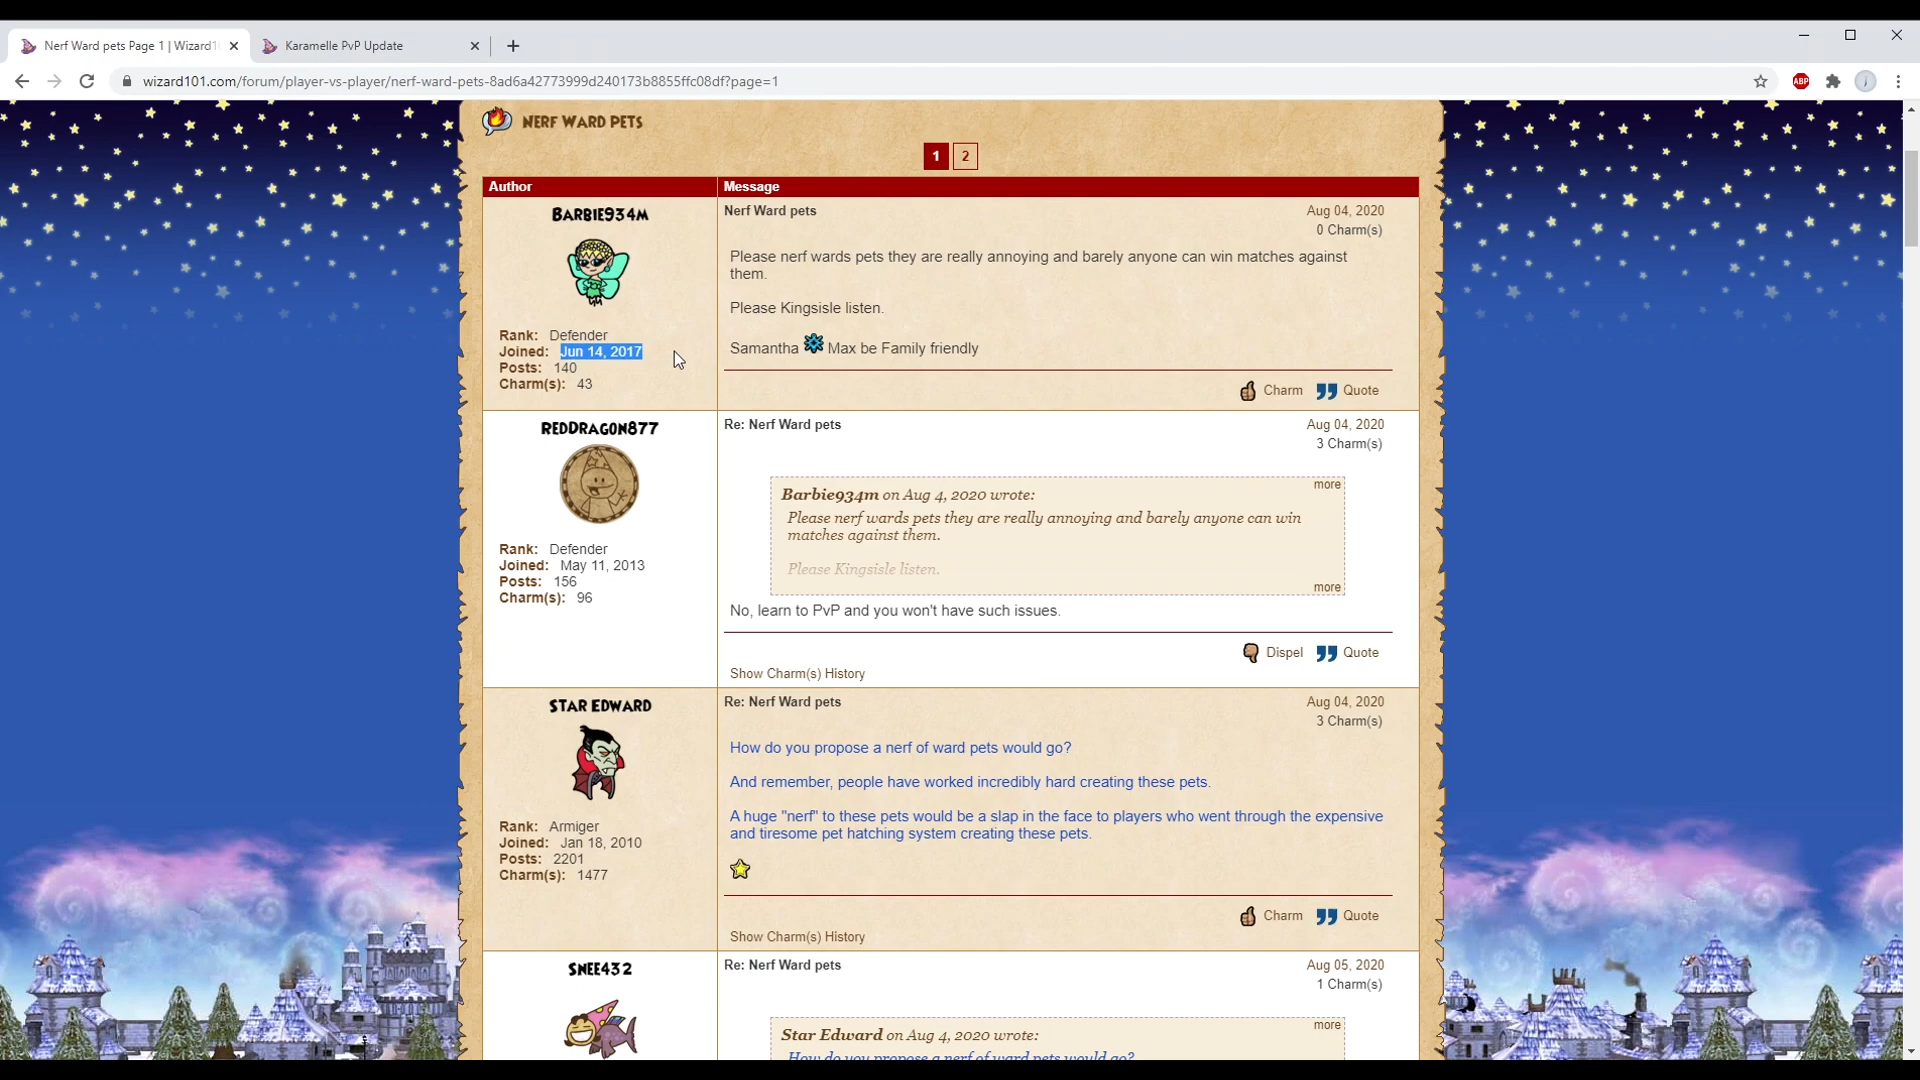 Nerf Ward pets Page 1 | Wizard1
Karamelle PvP Update
wizard101.com/forum/player-vs-player/nerf-ward-pets-8ad6a42773999d240173b8855ffc08df?page=1
ABP
NERF WARD PETS
1 2
Author Message
BARBIE934M
Nerf Ward pets
Aug 04, 2020
0 Charm(s)
Please nerf wards pets they are really annoying and barely anyone can win matches against
them.
Please Kingsisle listen.
Samantha Max be Family friendly
Rank: Defender
Joined: Jun 14, 2017
Posts: 140
Charm(s): 43
Charm Quote
REDDRAGON877
Re: Nerf Ward pets
Aug 04, 2020
3 Charm(s)
more
Barbie934m on Aug 4, 2020 wrote:
Please nerf wards pets they are really annoying and barely anyone can win
matches against them.
Please Kingsisle listen.
more
No, learn to PvP and you won't have such issues.
Rank: Defender
Joined: May 11, 2013
Posts: 156
Charm(s): 96
Dispel Quote
Show Charm(s) History
STAR EDWARD
Re: Nerf Ward pets
Aug 04, 2020
3 Charm(s)
How do you propose a nerf of ward pets would go?
And remember, people have worked incredibly hard creating these pets.
A huge "nerf" to these pets would be a slap in the face to players who went through the expensive
and tiresome pet hatching system creating these pets.
Rank: Armiger
Joined: Jan 18, 2010
Posts: 2201
Charm(s): 1477
Charm Quote
Show Charm(s) History
SNEE432
Re: Nerf Ward pets
Aug 05, 2020
1 Charm(s)
more
Star Edward on Aug 4, 2020 wrote:
How do you propose a nerf of ward pets would go?